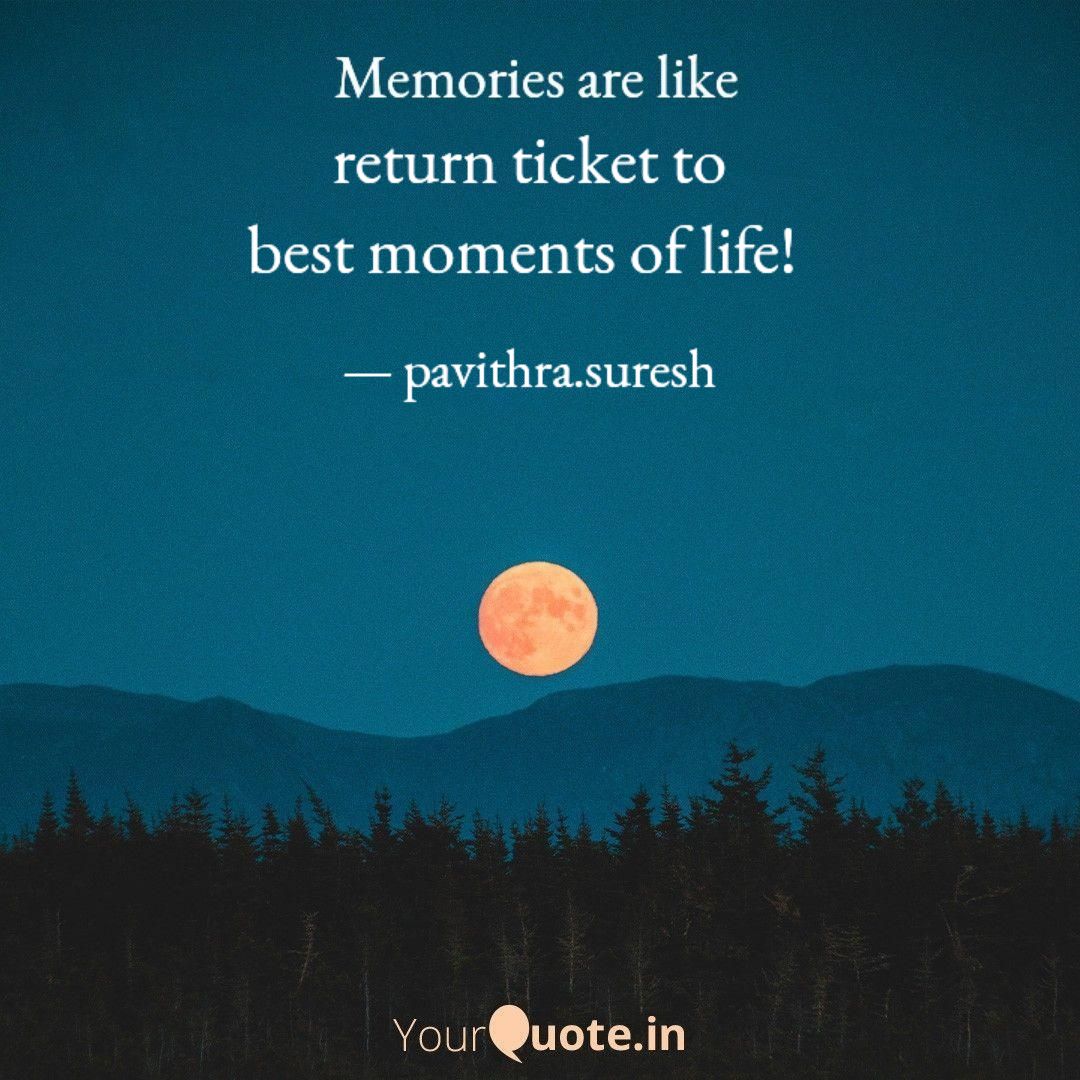 Memories are like
return ticket to
best moments of life!
— pavithra.suresh
YourQuote.in